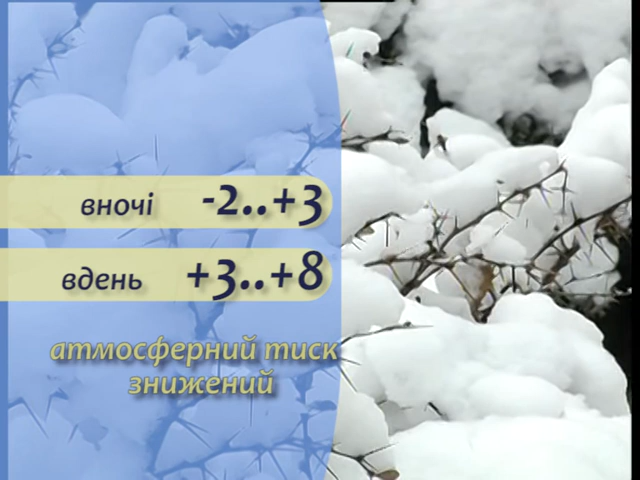 вночі -2..+3
вдень +3..+8
атмосферний тиск
знижений